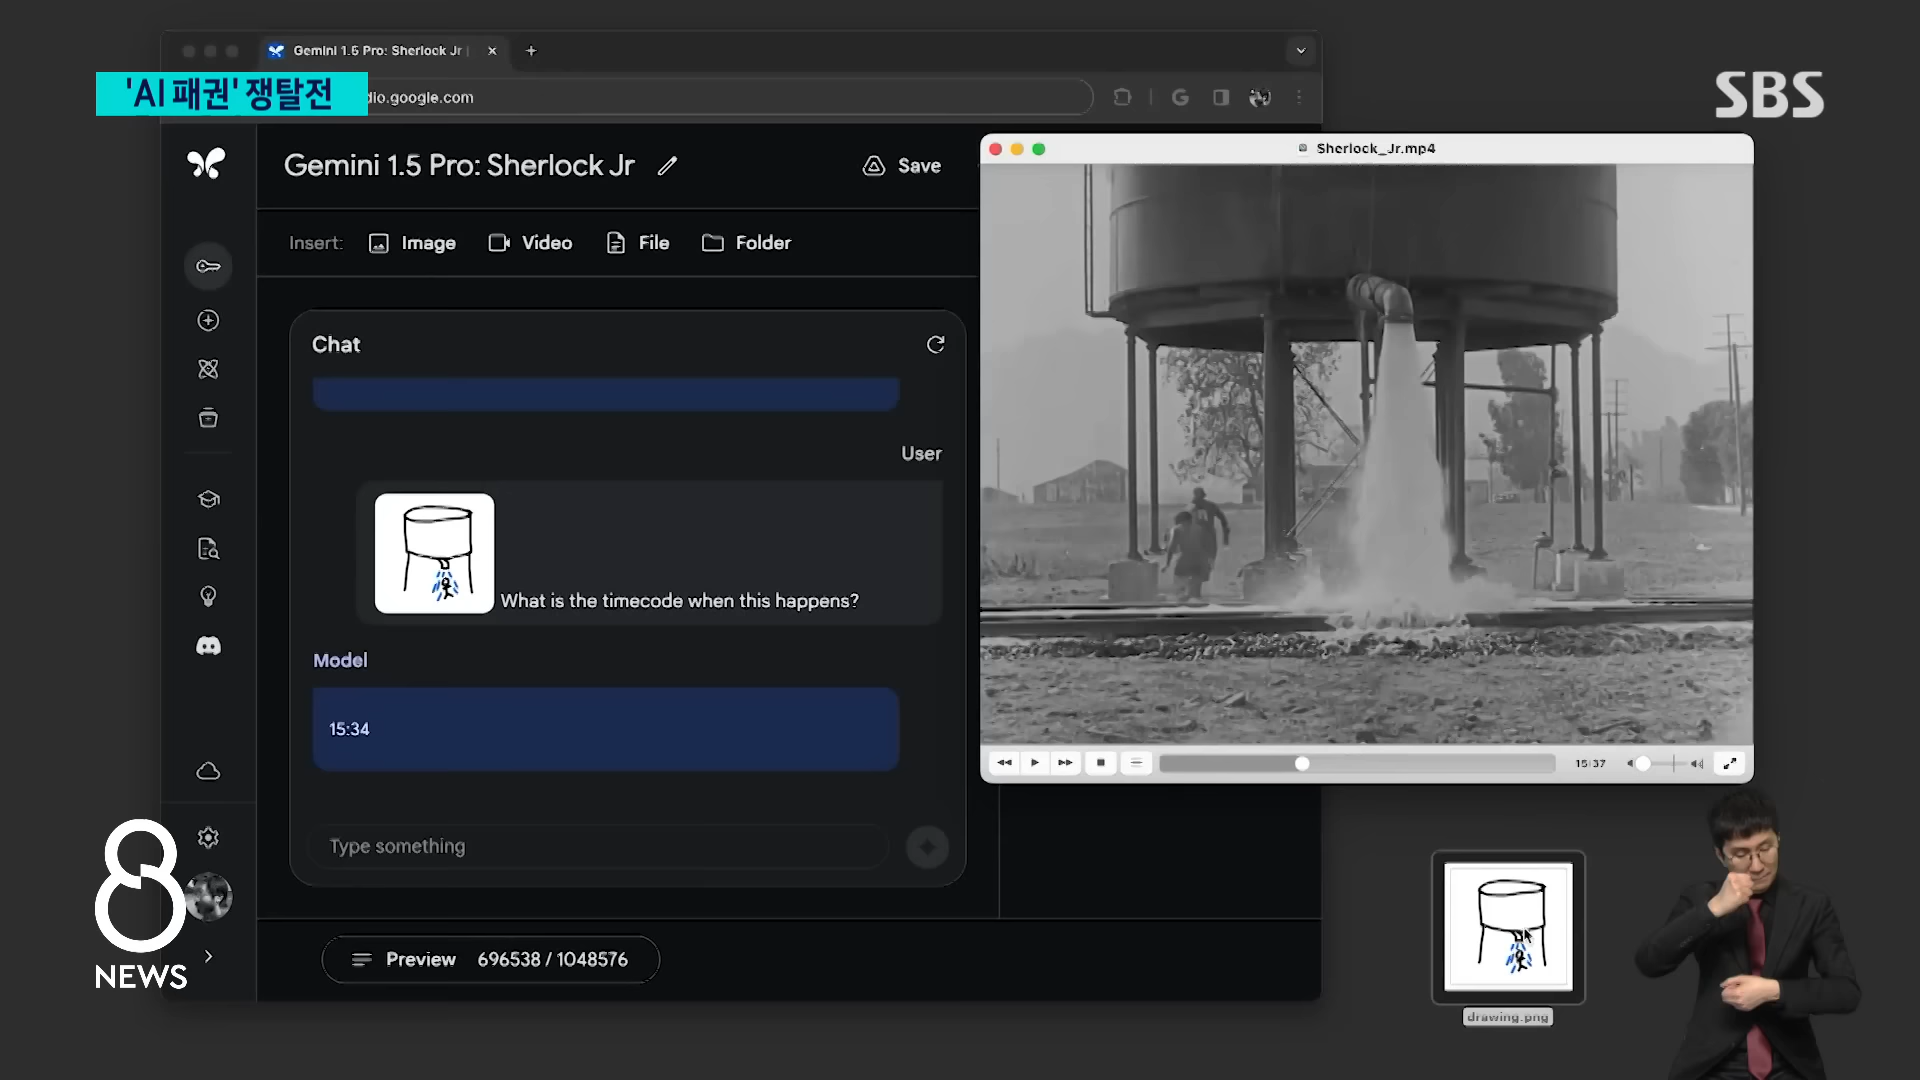 Gemini 1.5 Pro: Sherlock Jr
'AI 패권' 쟁탈전
dio.google.com
SBS
Gemini 1.5 Pro: Sherlock Jr
Save
Sherlock_Jr.mp4
Insert:
Image
Video
File
Folder
Chat
User
What is the timecode when this happens?
Model
15:34
15:37
Type something
8
NEWS
Preview 696538 / 1048576
drawing.png